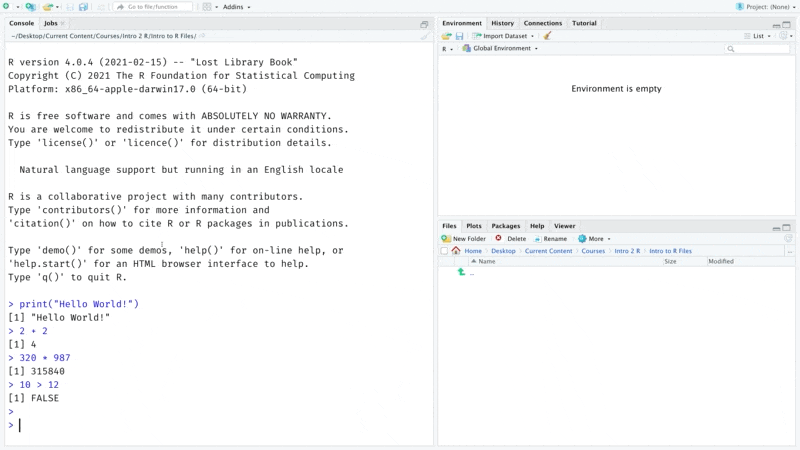 Go to file/function
Addins
Project: (None)
Console Jobs
~/Desktop/Current Content/Courses/Intro 2 R/Intro to R Files/
R version 4.0.4 (2021-02-15) -- "Lost Library Book"
Copyright (C) 2021 The R Foundation for Statistical Computing
Platform: x86_64-apple-darwin17.0 (64-bit)
R is free software and comes with ABSOLUTELY NO WARRANTY.
You are welcome to redistribute it under certain conditions.
Type 'license()' or 'licence()' for distribution details.
Natural language support but running in an English locale
R is a collaborative project with many contributors.
Type 'contributors()' for more information and
'citation()' on how to cite R or R packages in publications.
Type 'demo()' for some demos, 'help()' for on-line help, or
'help.start()' for an HTML browser interface to help.
Type 'q()' to quit R.
> print("Hello World!")
[1] "Hello World!"
> 2 + 2
[1] 4
> 320 * 987
[1] 315840
> 10 > 12
[1] FALSE
>
>
Environment History Connections Tutorial
Import Dataset List
R Global Environment
Environment is empty
Files Plots Packages Help Viewer
New Folder Delete Rename More
Home Desktop Current Content Courses Intro 2 R Intro to R Files ...
Name Size Modified
..